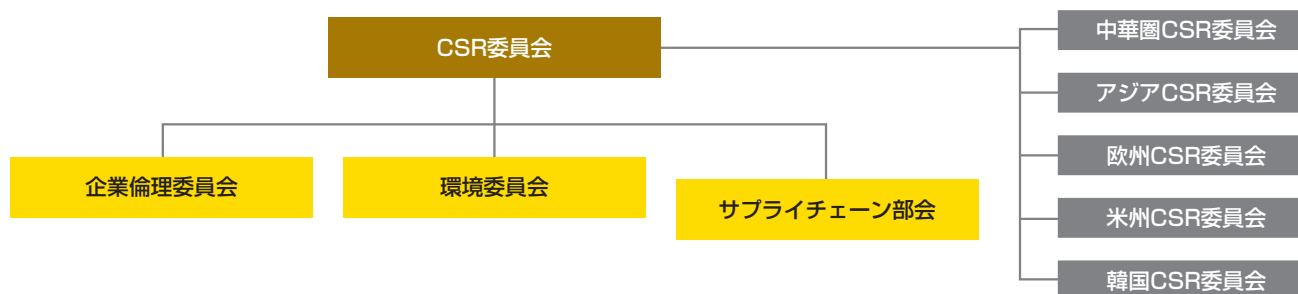 CSR委員会
企業倫理委員会
環境委員会
サプライチェーン部会
中華圏CSR委員会
アジアCSR委員会
欧州CSR委員会
米州CSR委員会
韓国CSR委員会